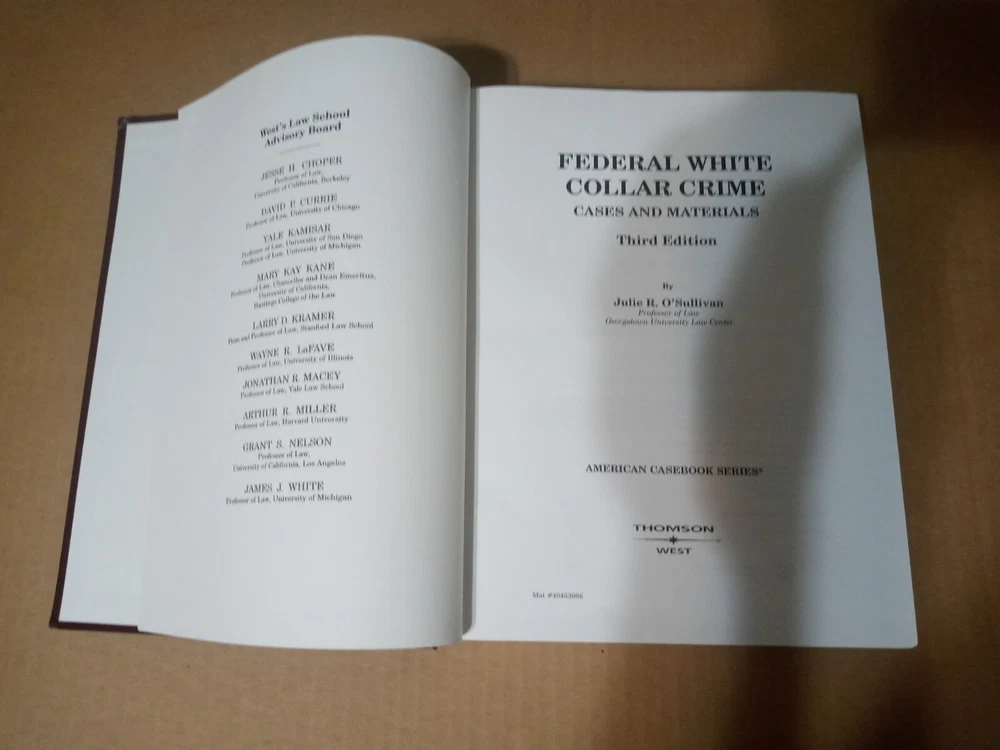 West's Law School
Advisory Board
JESSE H. CHOPER
Professor of Law,
University of California, Berkeley
DAVID P. CURRIE
Professor of Law, University of Chicago
YALE KAMISAR
Professor of Law, University of San Diego
Professor of Law, University of Michigan
MARY KAY KANE
Professor of Law, Chancellor and Dean Emeritus,
University of California,
Hastings College of the Law
LARRY D. KRAMER
Dean and Professor of Law, Stanford Law School
WAYNE R. LaFAVE
Professor of Law, University of Illinois
JONATHAN R. MACEY
Professor of Law, Yale Law School
ARTHUR R. MILLER
Professor of Law, Harvard University
GRANT S. NELSON
Professor of Law,
University of California, Los Angeles
JAMES J. WHITE
Professor of Law, University of Michigan
FEDERAL WHITE
COLLAR CRIME
CASES AND MATERIALS
Third Edition
By
Julie R. O'Sullivan
Professor of Law
Georgetown University Law Center
AMERICAN CASEBOOK SERIES®
THOMSON
WEST